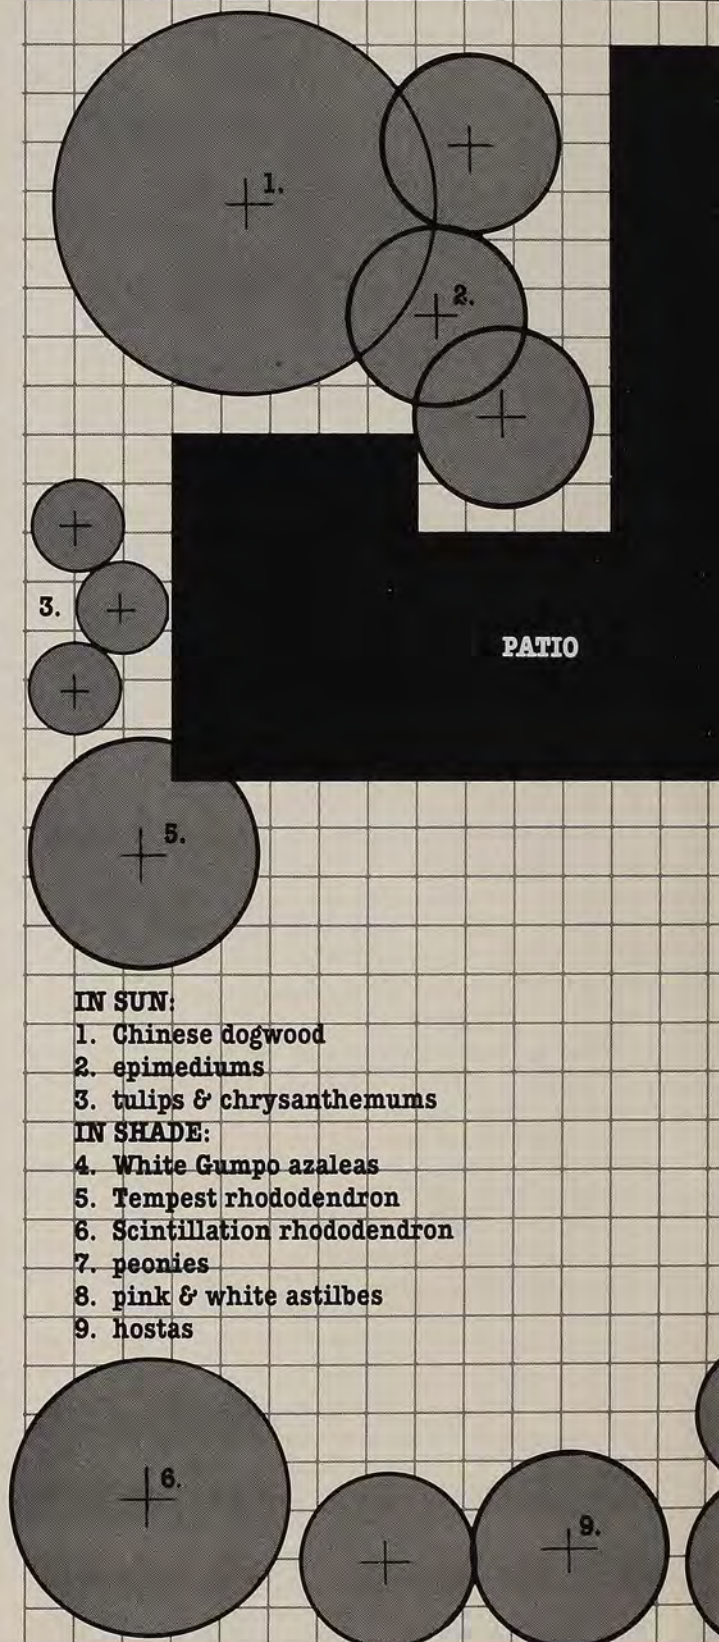 1.
2.
3.
PATIO
5.
IN SUN:
1. Chinese dogwood
2. epimediums
3. tulips & chrysanthemums
IN SHADE:
4. White Gumpo azaleas
5. Tempest rhododendron
6. Scintillation rhododendron
7. peonies
8. pink & white astilbes
9. hostas
6.
9.